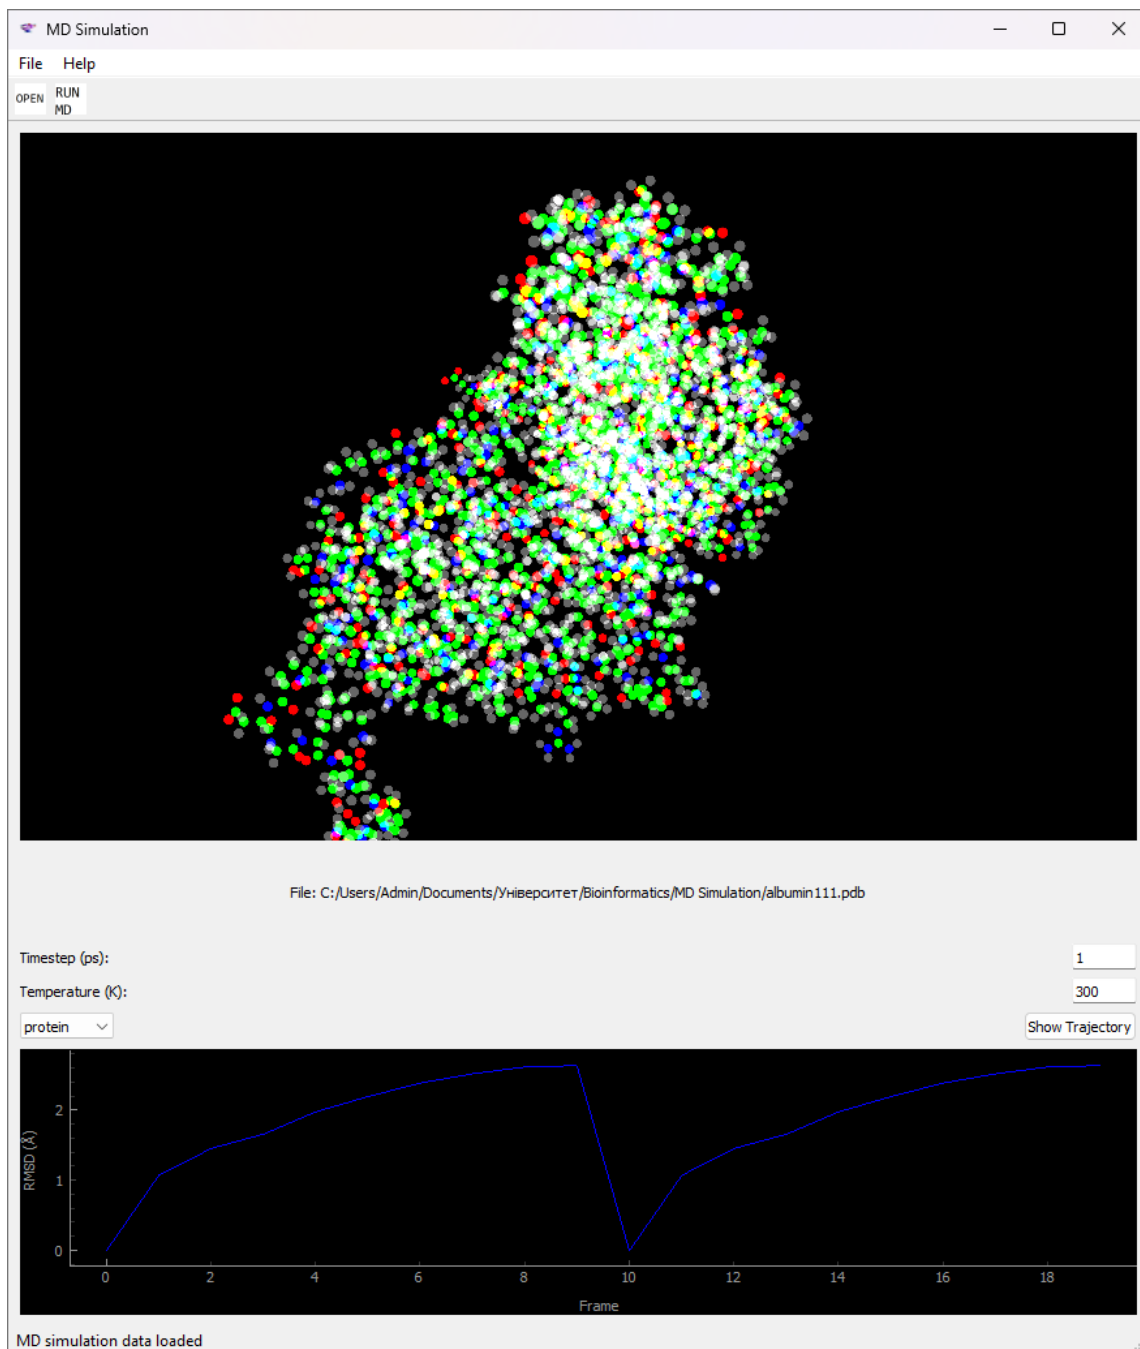 MD Simulation
File Help
OPEN RUN MD
File: C:/Users/Admin/Documents/Університет/Bioinformatics/MD Simulation/albumin111.pdb
Timestep (ps): 1
Temperature (K): 300
protein Show Trajectory
RMSD (Å)
2
1
0
0 2 4 6 8 10 12 14 16 18
Frame
MD simulation data loaded